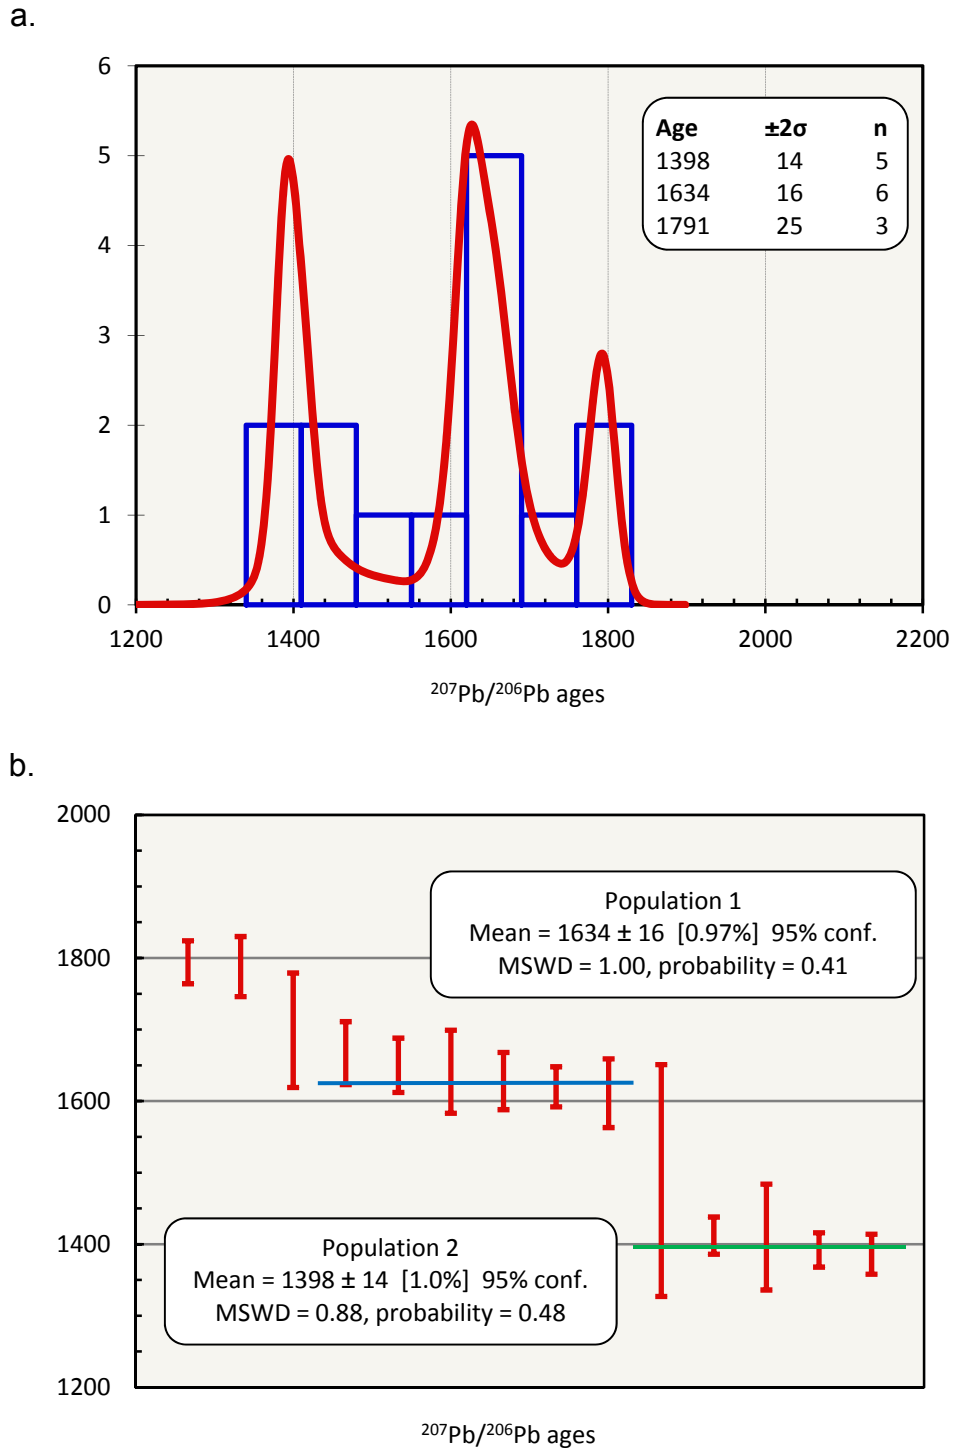 a.
6
5
4
3
2
1
0
Age ±2σ n
1398 14 5
1634 16 6
1791 25 3
1200 1400 1600 1800 2000 2200
²⁰⁷Pb/²⁰⁶Pb ages
b.
2000
1800
1600
1400
1200
Population 1
Mean = 1634 ± 16 [0.97%] 95% conf.
MSWD = 1.00, probability = 0.41
Population 2
Mean = 1398 ± 14 [1.0%] 95% conf.
MSWD = 0.88, probability = 0.48
²⁰⁷Pb/²⁰⁶Pb ages